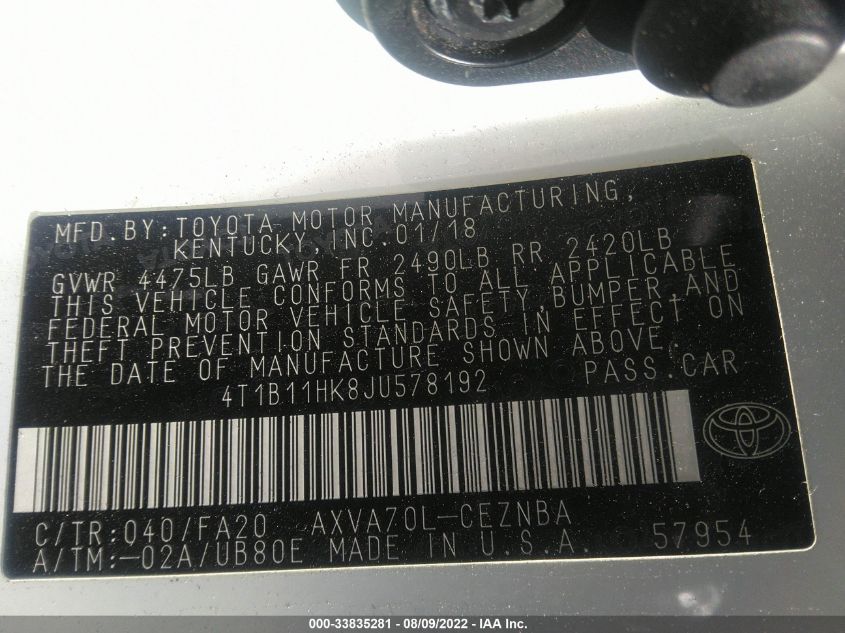 MFD.BY:TOYOTA MOTOR MANUFACTURING,
KENTUCKY, INC.01/18
GVWR 4475LB GAWR FR 2490LB RR 2420LB
THIS VEHICLE CONFORMS TO ALL APPLICABLE
FEDERAL MOTOR VEHICLE SAFETY,BUMPER AND
THEFT PREVENTION STANDARDS IN EFFECT ON
THE DATE OF MANUFACTURE SHOWN ABOVE.
4T1B11HK8JU578192 PASS.CAR
C/TR:040/FA20 AXVA70L-CEZNBA
A/TM:-02A/UB80E MADE IN U.S.A. 57954
000-33835281 - 08/09/2022 - IAA Inc.